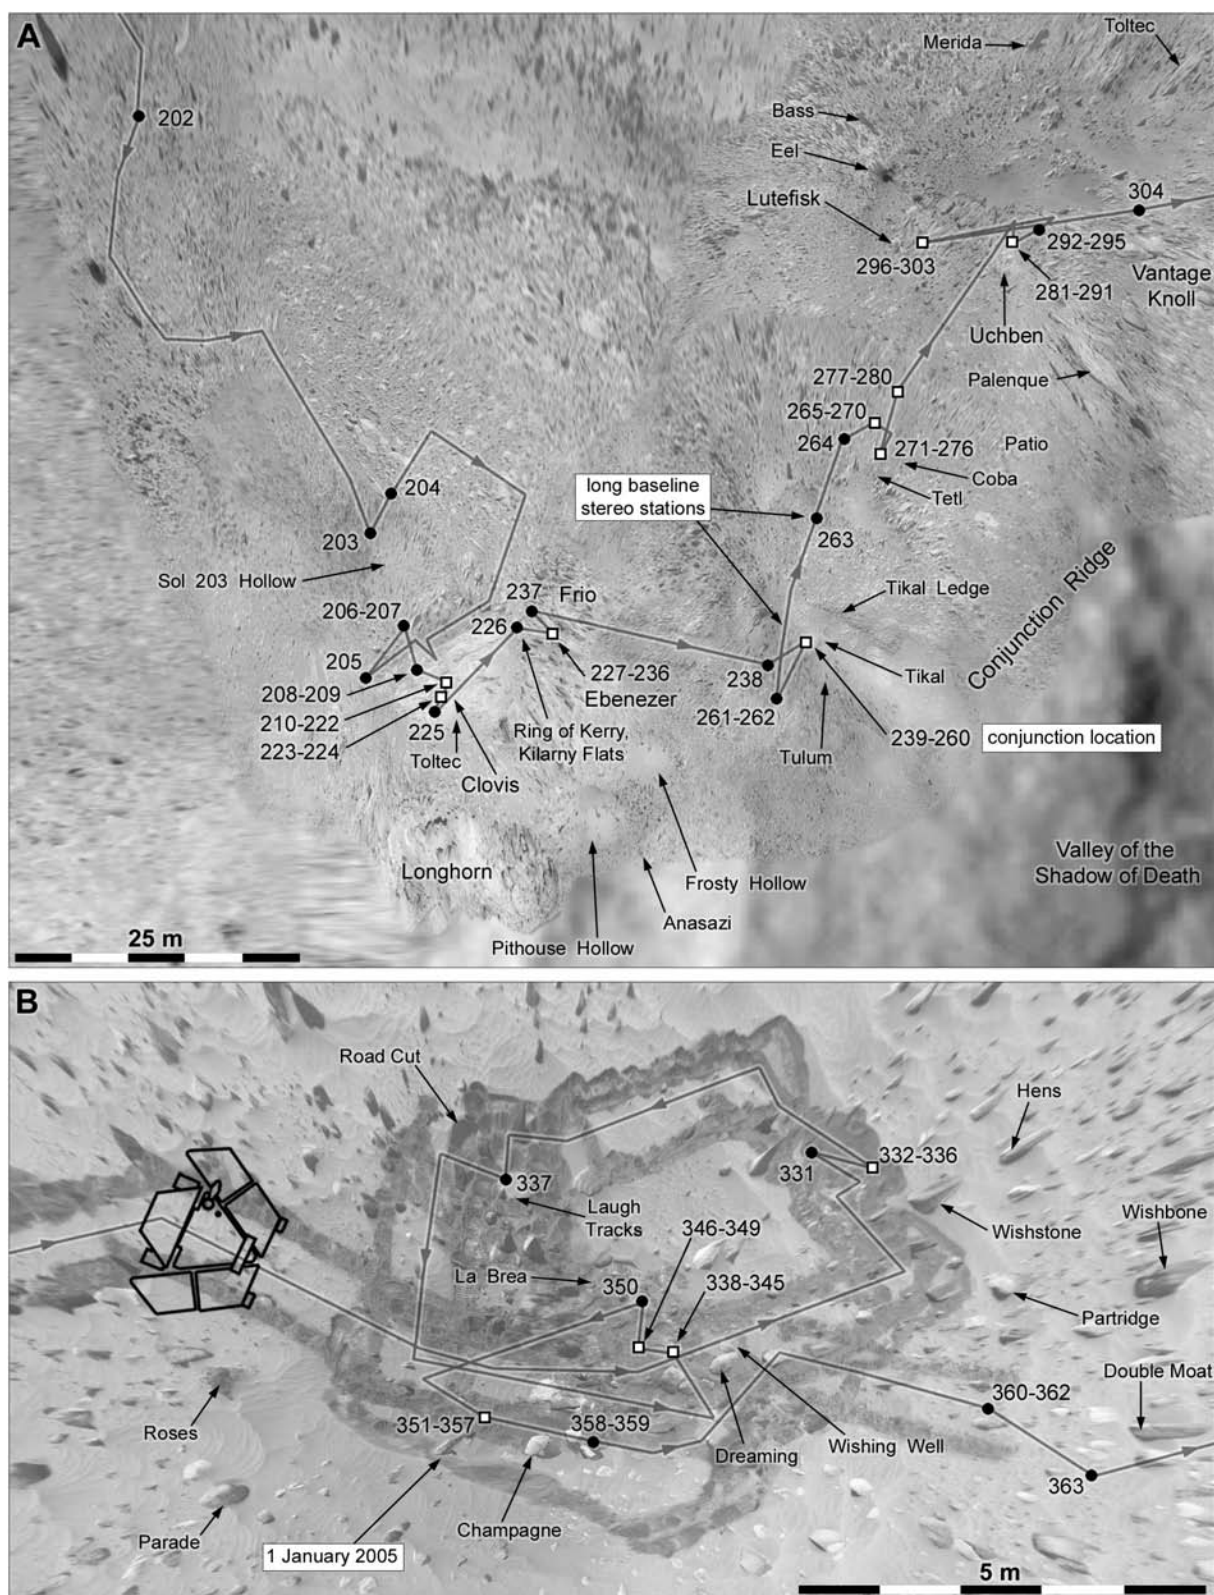 A
Toltec
Merida
202
Bass
Eel
304
Lutefisk
292-295
296-303
281-291
Vantage
Knoll
Uchben
277-280
Palenque
265-270
264
271-276
Patio
Coba
Tetl
204
long baseline
stereo stations
203
263
Sol 203 Hollow
Conjunction Ridge
237
Frio
Tikal Ledge
206-207
226
205
227-236
238
Tikal
208-209
Ebenezer
261-262
210-222
225
Ring of Kerry,
Kilarny Flats
239-260
conjunction location
223-224
Toltec
Tulum
Clovis
Longhorn
Frosty Hollow
Valley of the
Shadow of Death
Anasazi
25 m
Pithouse Hollow
B
Road Cut
Hens
331
332-336
337
Laugh
Tracks
346-349
Wishstone
Wishbone
La Brea
350
338-345
Partridge
Double Moat
360-362
Roses
351-357
358-359
Dreaming
Wishing Well
363
Parade
Champagne
1 January 2005
5 m